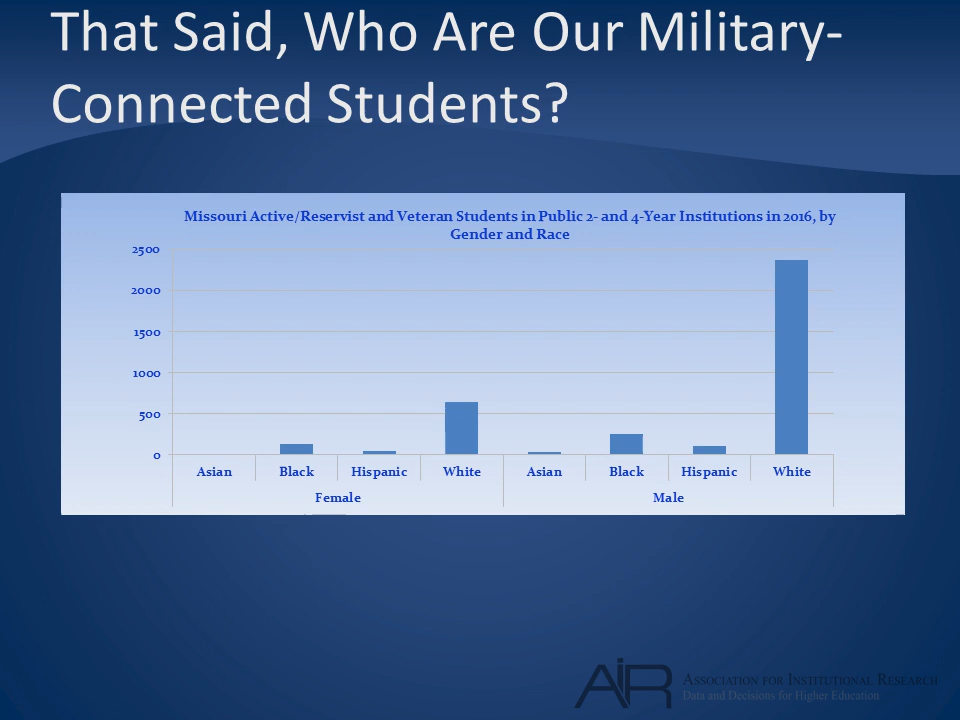 That Said, Who Are Our Military-
Connected Students?
Missouri Active/Reservist and Veteran Students in Public 2- and 4-Year Institutions in 2016, by
Gender and Race
2500
2000
1500
1000
500
0
Asian Black Hispanic White Asian Black Hispanic White
Female Male
AIR Association for Institutional Research
Data and Decisions for Higher Education